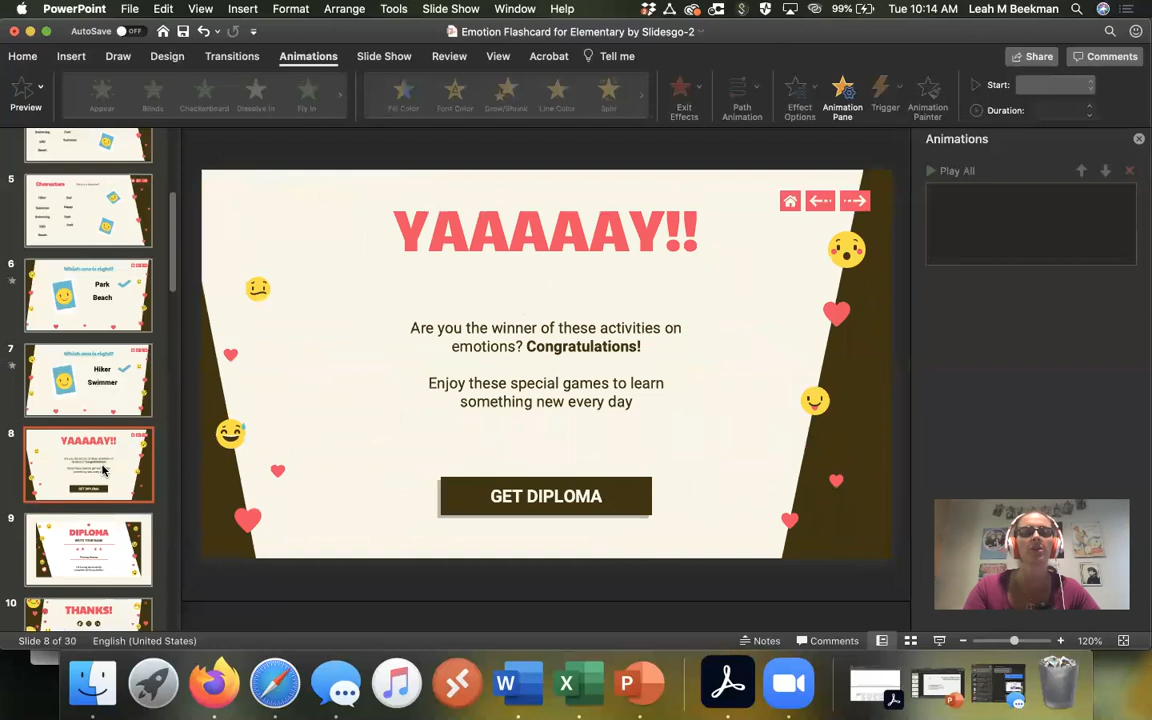 PowerPoint File Edit View Insert Format Arrange Tools Slide Show Window Help 99% Tue 10:14 AM Leah M Beekman
AutoSave OFF Emotion Flashcard for Elementary by Slidesgo-2
Home Insert Draw Design Transitions Animations Slide Show Review View Acrobat Tell me Share Comments
Preview Appear Blinds Checkerboard Dissolve In Fly In Fill Color Font Color Grow/Shrink Line Color Spin Exit Effects Path Animation Effect Options Animation Pane Trigger Animation Painter
Start:
Duration:
Animations
Play All
5
6
Which one is right?
Park
Beach
7
Which one is right?
Hiker
Swimmer
8
YAAAAAY!!
GET DIPLOMA
9
DIPLOMA
WRITE YOUR NAME
10
THANKS!
YAAAAAY!!
Are you the winner of these activities on
emotions? Congratulations!
Enjoy these special games to learn
something new every day
GET DIPLOMA
Slide 8 of 30 English (United States) Notes Comments 120%
W X P